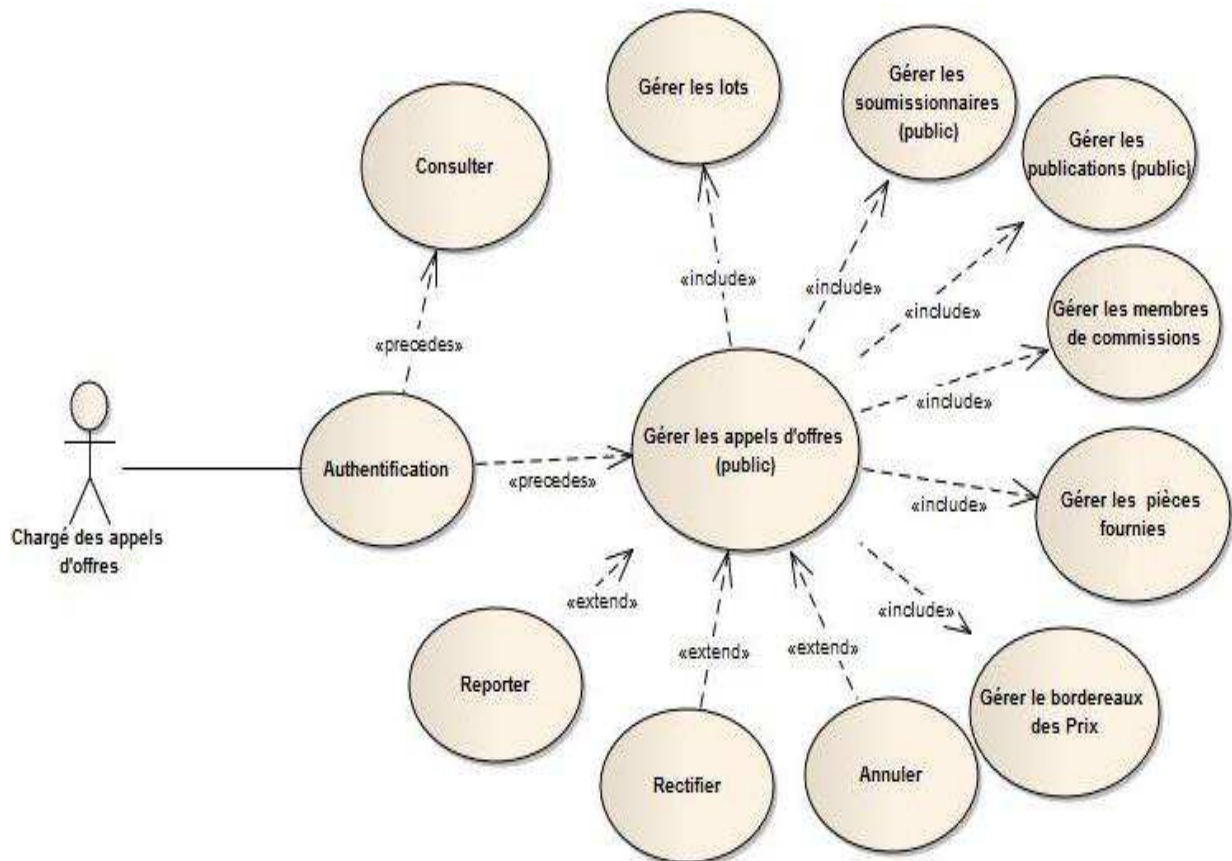 Gérer les lots
Gérer les
soumissionnaires
(public)
Gérer les
publications (public)
Consulter
«include»
«include»
«include»
Gérer les membres
de commissions
«precedes»
«include»
Gérer les appels d'offres
(public)
Authentification
«precedes»
Chargé des appels
d'offres
«include»
Gérer les pièces
fournies
«extend»
«include»
«extend»
«extend»
Reporter
Gérer le bordereaux
des Prix
Rectifier
Annuler